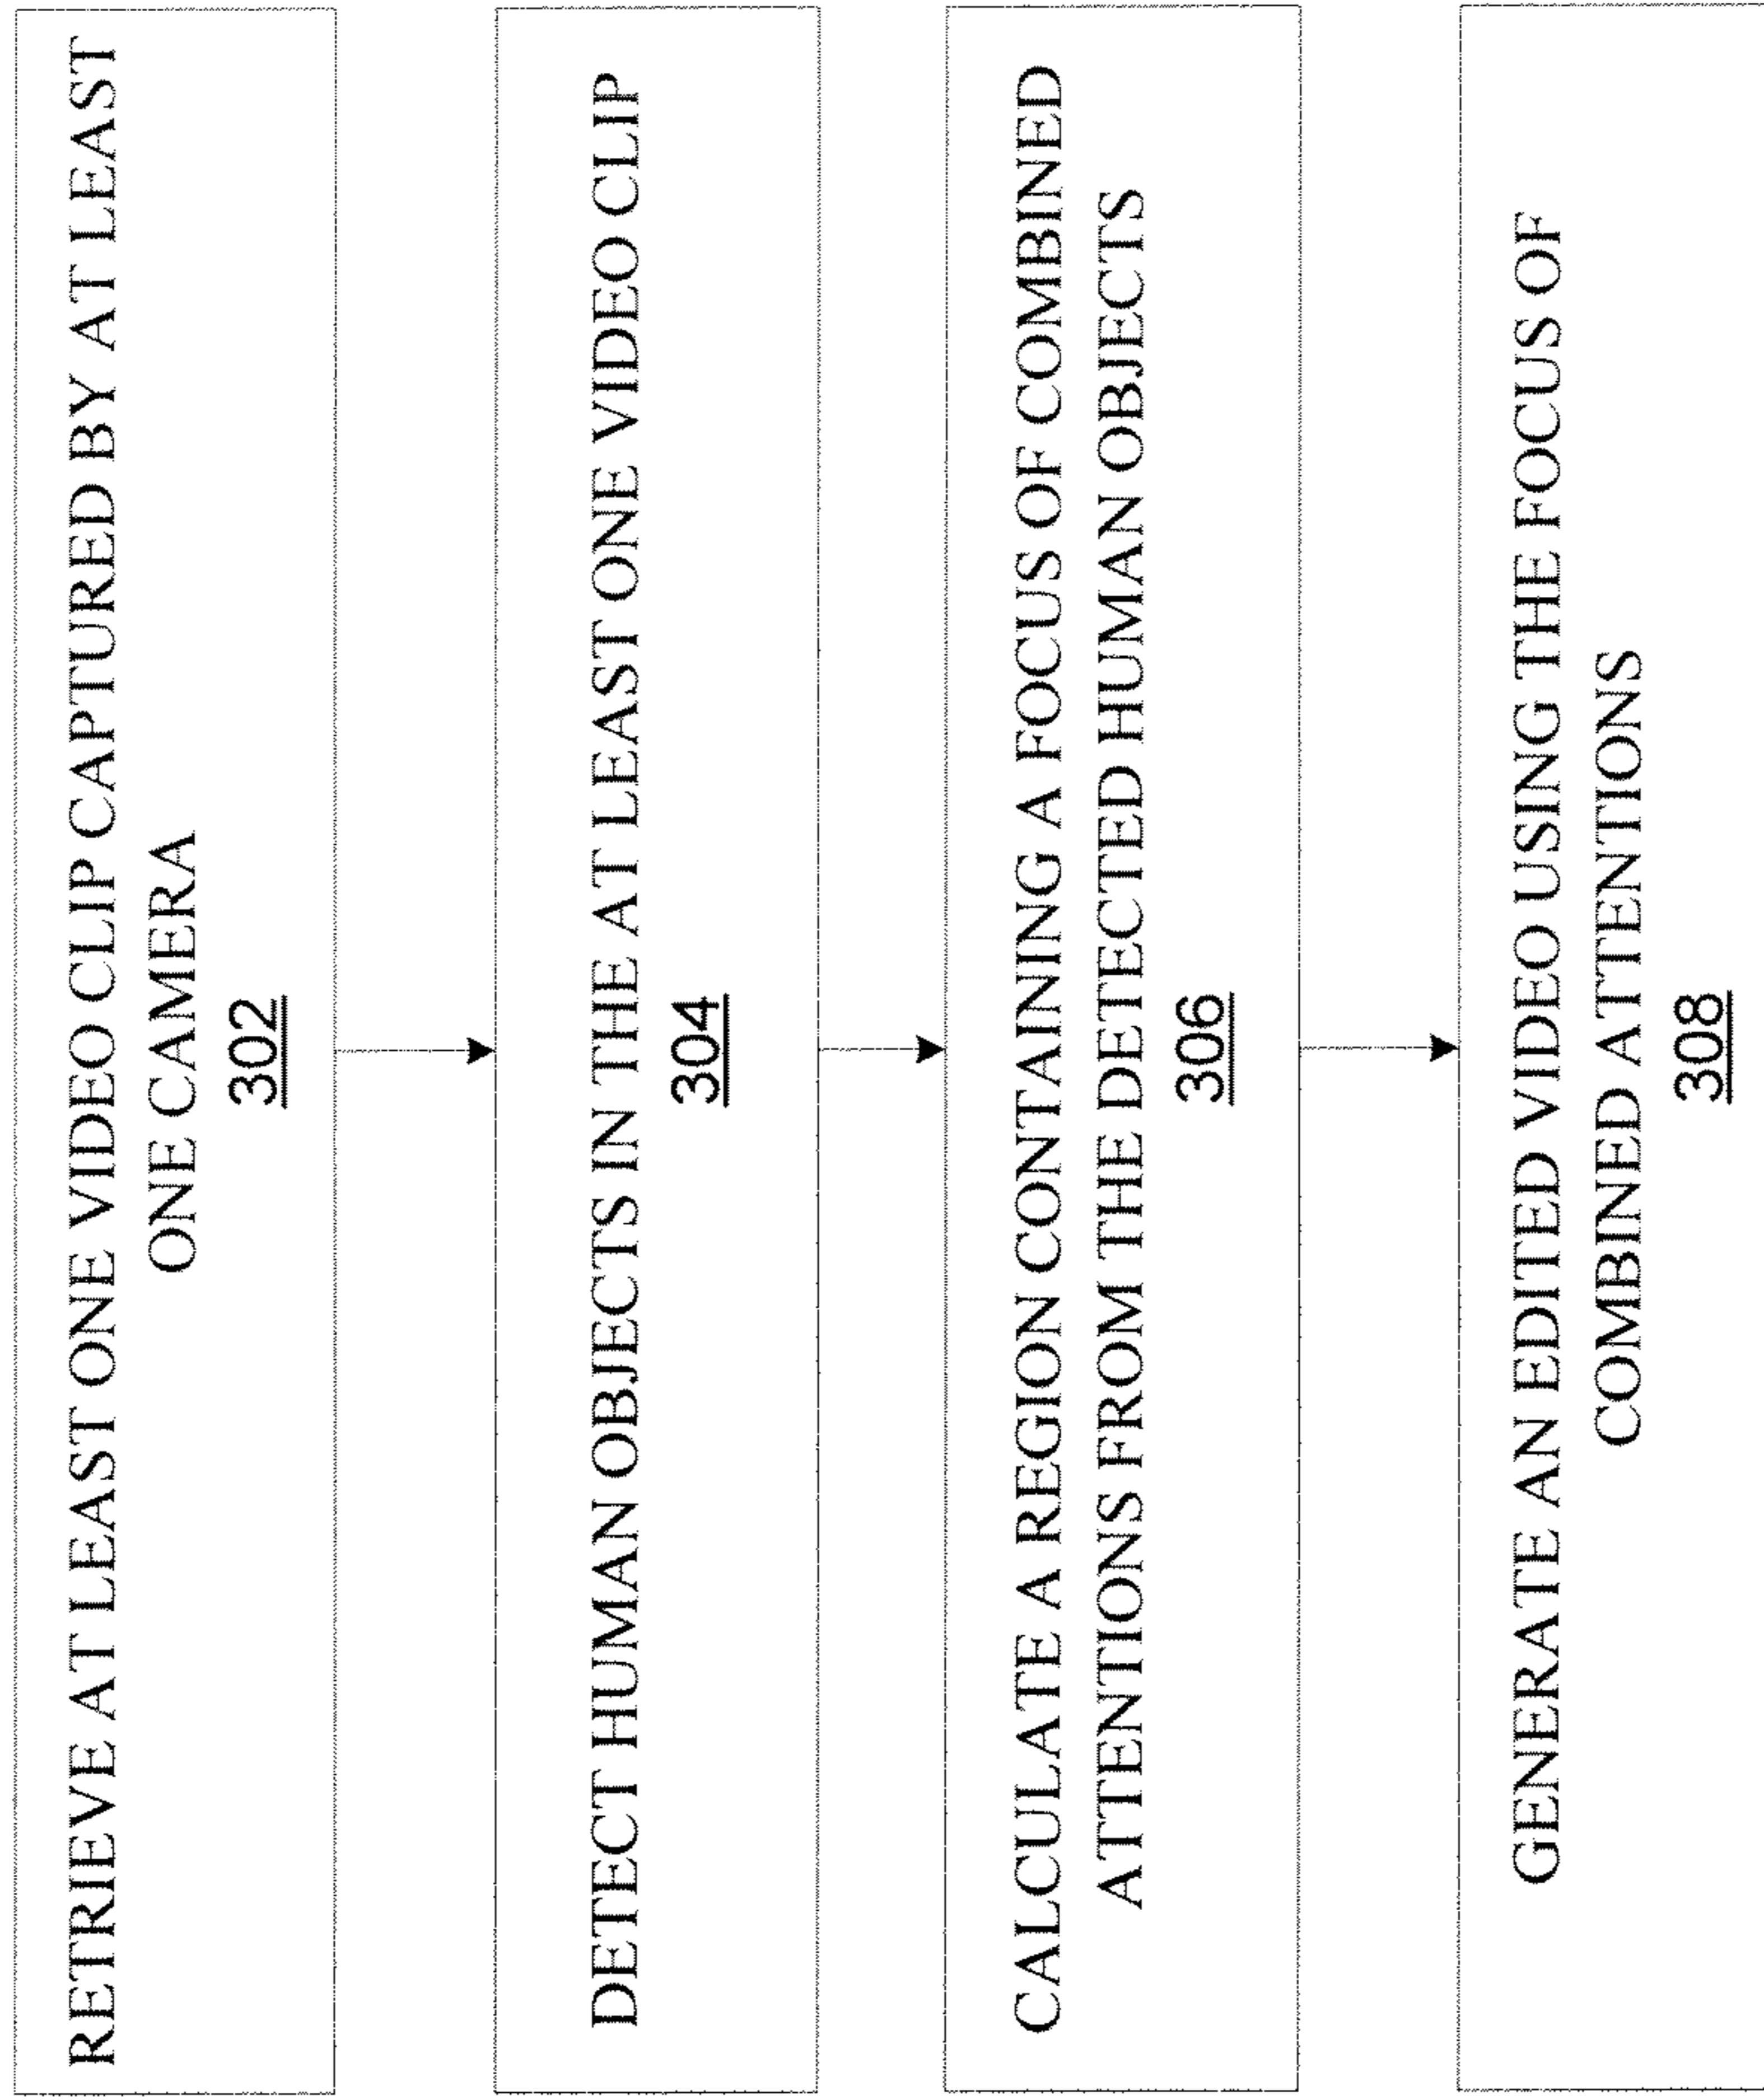 RETRIEVE AT LEAST ONE VIDEO CLIP CAPTURED BY AT LEAST
ONE CAMERA
302
DETECT HUMAN OBJECTS IN THE AT LEAST ONE VIDEO CLIP
304
CALCULATE A REGION CONTAINING A FOCUS OF COMBINED
ATTENTIONS FROM THE DETECTED HUMAN OBJECTS
306
GENERATE AN EDITED VIDEO USING THE FOCUS OF
COMBINED ATTENTIONS
308